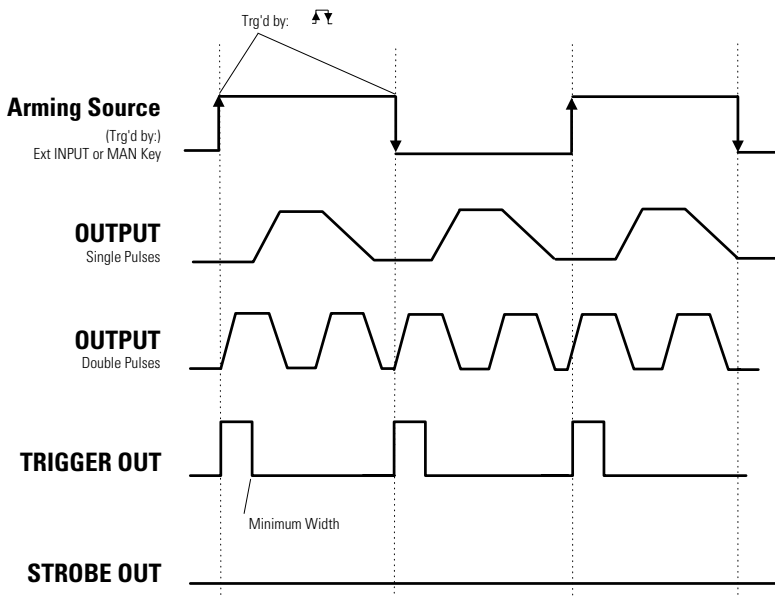 Trg'd by:
Arming Source
(Trg'd by:)
Ext INPUT or MAN Key
OUTPUT
Single Pulses
OUTPUT
Double Pulses
TRIGGER OUT
Minimum Width
STROBE OUT